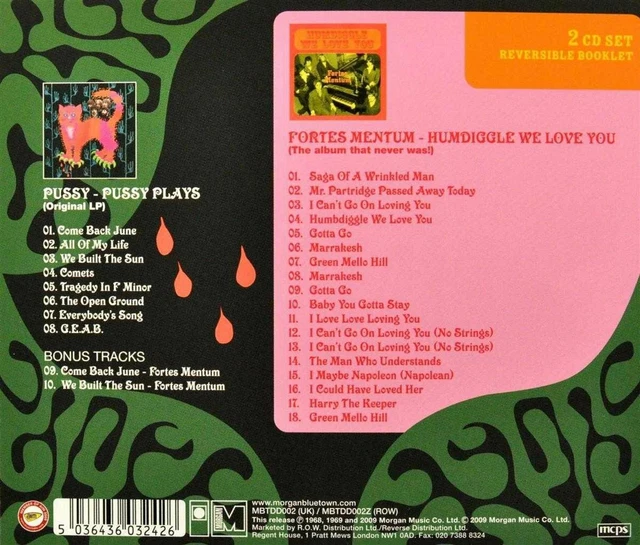 PUSSY - PUSSY PLAYS
(Original LP)
01. Come Back June
02. All Of My Life
03. We Built The Sun
04. Comets
05. Tragedy In F Minor
06. The Open Ground
07. Everybody's Song
08. G.E.A.B.
BONUS TRACKS
09. Come Back June - Fortes Mentum
10. We Built The Sun - Fortes Mentum
HUMDIGGLE
WE LOVE YOU
Fortes
Mentum
2 CD SET
REVERSIBLE BOOKLET
FORTES MENTUM - HUMDIGGLE WE LOVE YOU
(The album that never was!)
01. Saga Of A Wrinkled Man
02. Mr. Partridge Passed Away Today
03. I Can't Go On Loving You
04. Humbdiggle We Love You
05. Gotta Go
06. Marrakesh
07. Green Mello Hill
08. Marrakesh
09. Gotta Go
10. Baby You Gotta Stay
11. I Love Love Loving You
12. I Can't Go On Loving You (No Strings)
13. I Can't Go On Loving You (No Strings)
14. The Man Who Understands
15. I Maybe Napoleon (Napolean)
16. I Could Have Loved Her
17. Harry The Keeper
18. Green Mello Hill
5 036436 032426
MORGAN
M
www.morganbluetown.com
MBTDD002 (UK) / MBTDD002Z (ROW)
This release ℗ 1968, 1969 and 2009 Morgan Music Co. Ltd. © 2009 Morgan Music Co. Ltd.
Marketed by R.O.W. Distribution Ltd./Reverse Distribution Ltd.
Regent House, 1 Pratt Mews London NW1 0AD. Fax: 020 7388 8324
mcps